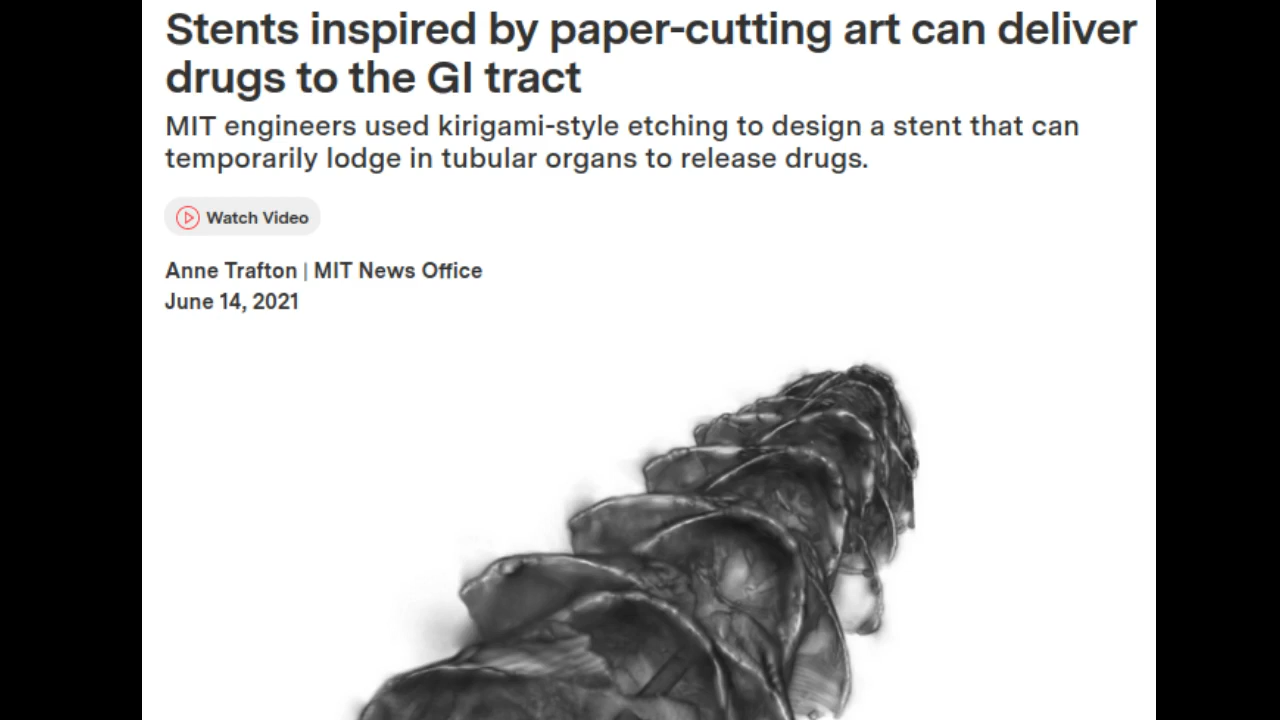 Stents inspired by paper-cutting art can deliver
drugs to the GI tract
MIT engineers used kirigami-style etching to design a stent that can
temporarily lodge in tubular organs to release drugs.
Watch Video
Anne Trafton | MIT News Office
June 14, 2021